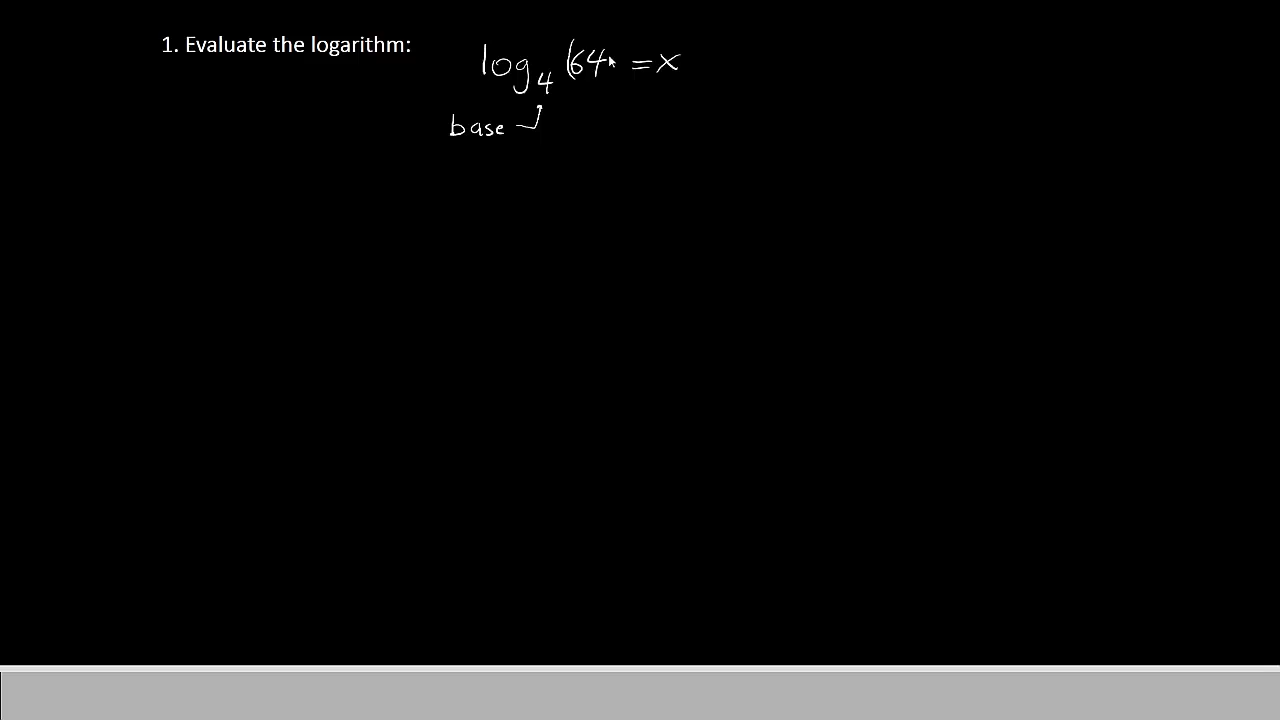 1. Evaluate the logarithm: log₄ (64 = x
base